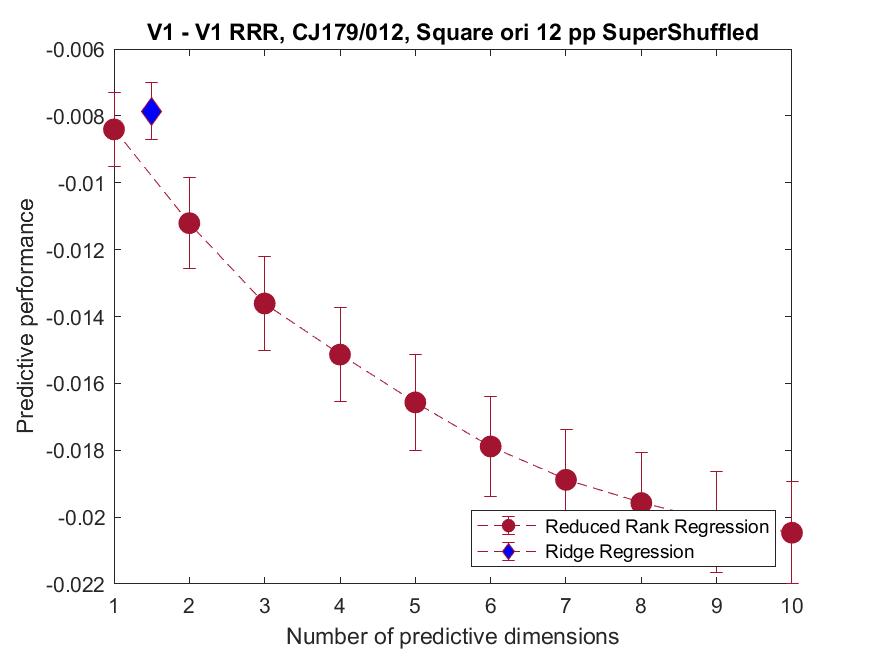 V1 - V1 RRR, CJ179/012, Square ori 12 pp SuperShuffled
-0.006
-0.008
-0.01
-0.012
-0.014
-0.016
-0.018
-0.02
-0.022
Predictive performance
Reduced Rank Regression
Ridge Regression
1 2 3 4 5 6 7 8 9 10
Number of predictive dimensions